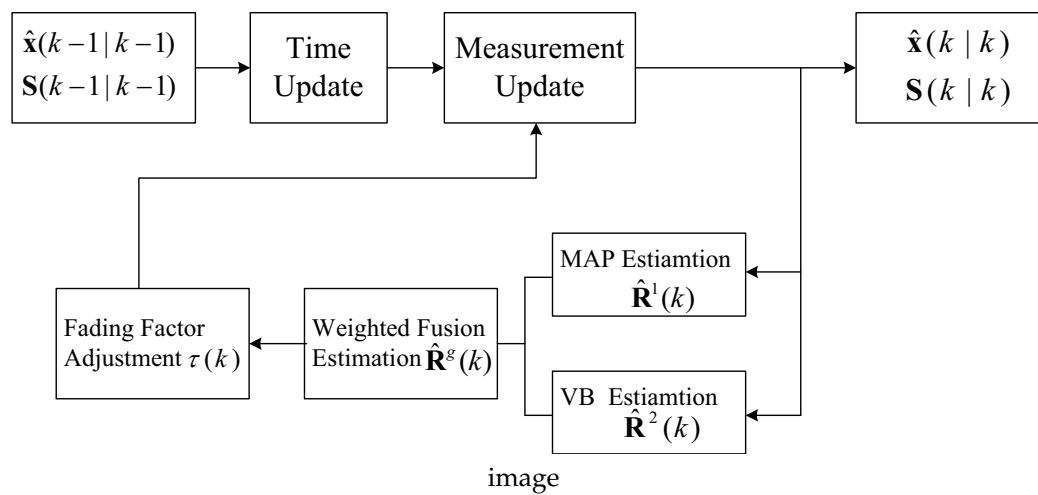 x̂(k−1|k−1)
S(k−1|k−1)
Time
Update
Measurement
Update
x̂(k|k)
S(k|k)
MAP Estiamtion
R̂¹(k)
Fading Factor
Adjustment τ(k)
Weighted Fusion
Estimation R̂ᵍ(k)
VB Estiamtion
R̂²(k)
image